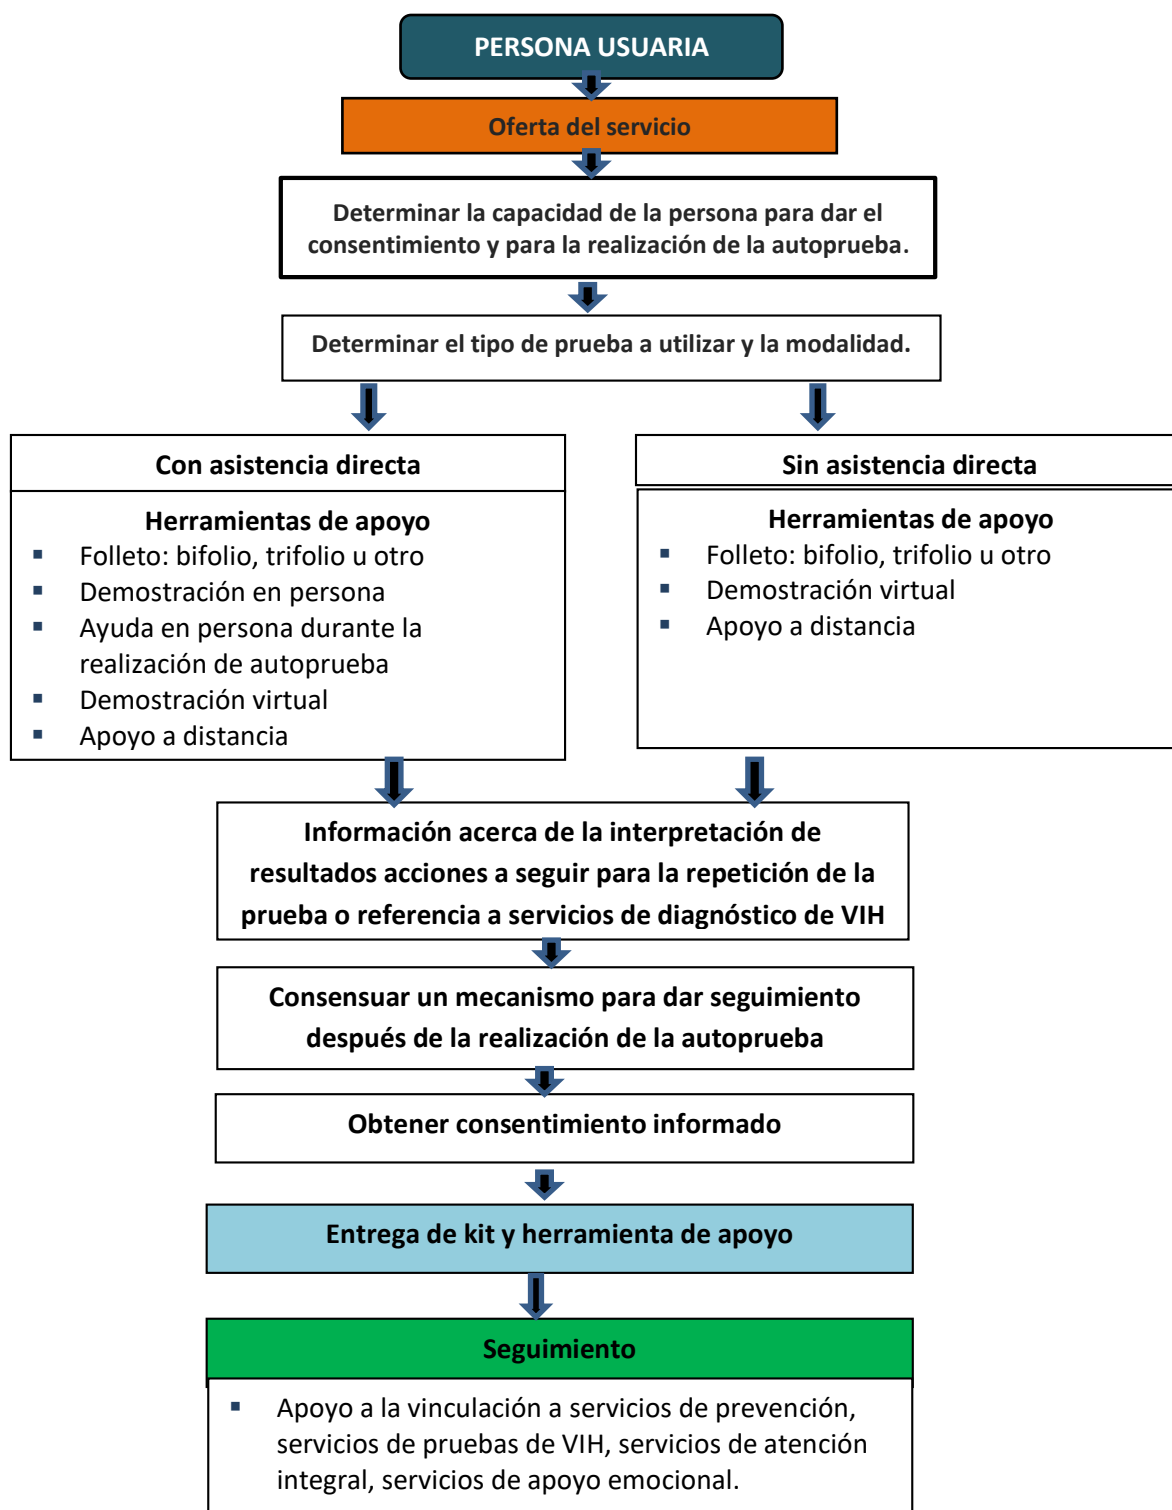 PERSONA USUARIA
Oferta del servicio
Determinar la capacidad de la persona para dar el
consentimiento y para la realización de la autoprueba.
Determinar el tipo de prueba a utilizar y la modalidad.
Con asistencia directa
Herramientas de apoyo
▪ Folleto: bifolio, trifolio u otro
▪ Demostración en persona
▪ Ayuda en persona durante la
realización de autoprueba
▪ Demostración virtual
▪ Apoyo a distancia
Sin asistencia directa
Herramientas de apoyo
▪ Folleto: bifolio, trifolio u otro
▪ Demostración virtual
▪ Apoyo a distancia
Información acerca de la interpretación de
resultados acciones a seguir para la repetición de la
prueba o referencia a servicios de diagnóstico de VIH
Consensuar un mecanismo para dar seguimiento
después de la realización de la autoprueba
Obtener consentimiento informado
Entrega de kit y herramienta de apoyo
Seguimiento
▪ Apoyo a la vinculación a servicios de prevención,
servicios de pruebas de VIH, servicios de atención
integral, servicios de apoyo emocional.